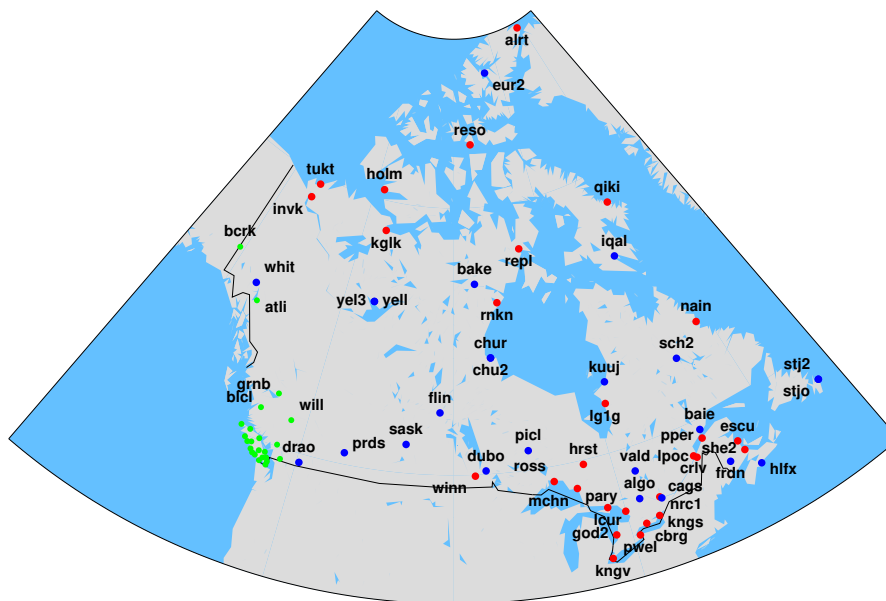 alrt
eur2
reso
tukt
holm
invk
qiki
bcrk
kglk
iqal
repl
whit
bake
yel3
yell
atli
rnkn
nain
chur
sch2
chu2
stj2
kuuj
grnb
stjo
blcl
flin
will
lg1g
baie
sask
pper
escu
drao
prds
picl
she2
dubo
hrst
vald
lpoc
ross
crlv
frdn
hlfx
winn
algo
cags
mchn
pary
nrc1
lcur
kngs
god2
cbrg
pwel
kngv